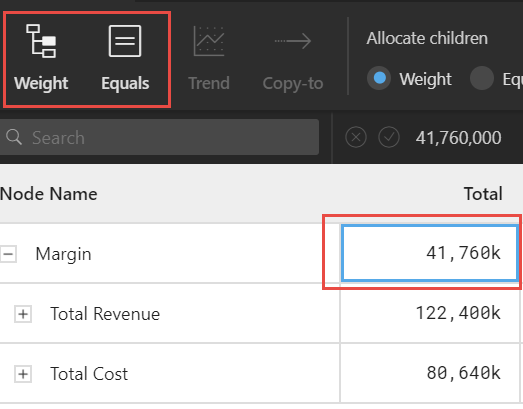 Weight Equals Trend Copy-to
Allocate children
Weight Equ
Search 41,760,000
Node Name Total
Margin 41,760k
Total Revenue 122,400k
Total Cost 80,640k